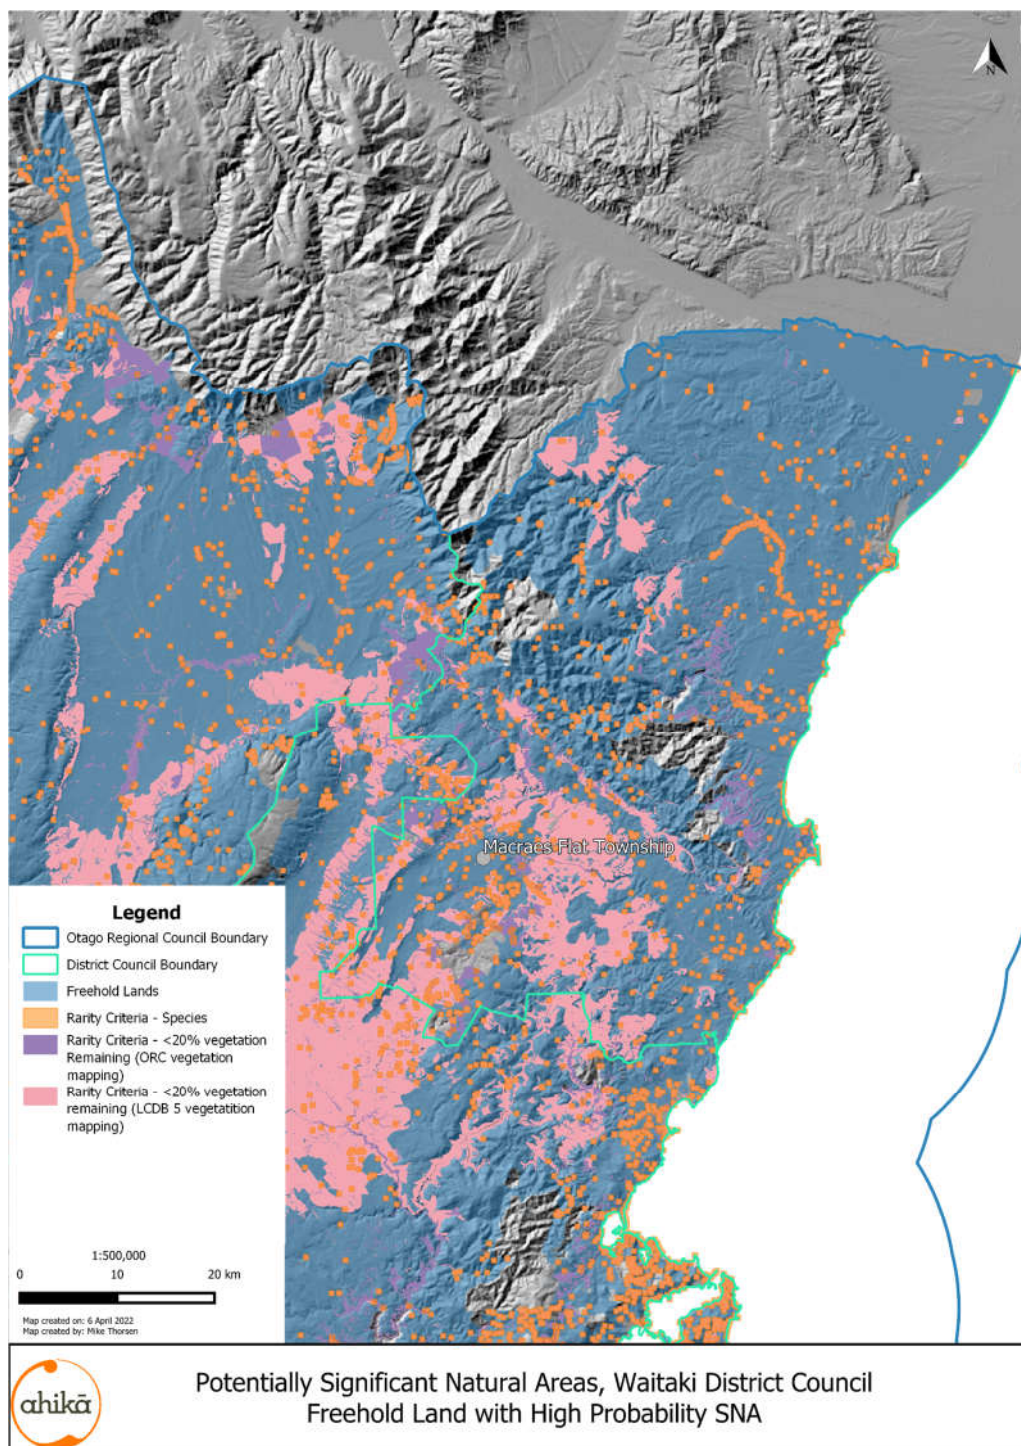 N
Macraes Flat Township
Legend
Otago Regional Council Boundary
District Council Boundary
Freehold Lands
Rarity Criteria - Species
Rarity Criteria - <20% vegetation
Remaining (ORC vegetation
mapping)
Rarity Criteria - <20% vegetation
remaining (LCDB 5 vegetatition
mapping)
1:500,000
0 10 20 km
Map created on: 6 April 2022
Map created by: Mike Thorsen
ahikā
Potentially Significant Natural Areas, Waitaki District Council
Freehold Land with High Probability SNA